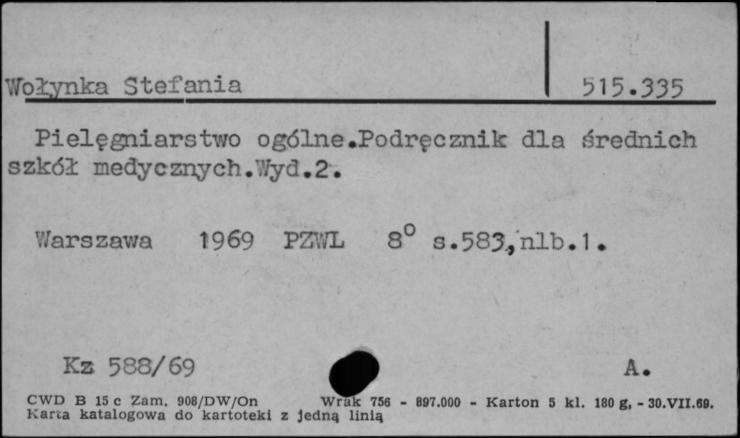 Wołynka Stefania 515.335
Pielęgniarstwo ogólne.Podręcznik dla średnich
szkół medycznych.Wyd.2.
Warszawa 1969 PZWL 8° s.583,nlb.1.
Kz 588/69 A.
CWD B 15 c Zam. 908/DW/On Wrak 756 - 897.000 - Karton 5 kl. 180 g, - 30.VII.69.
Karta katalogowa do kartoteki z jedną linią